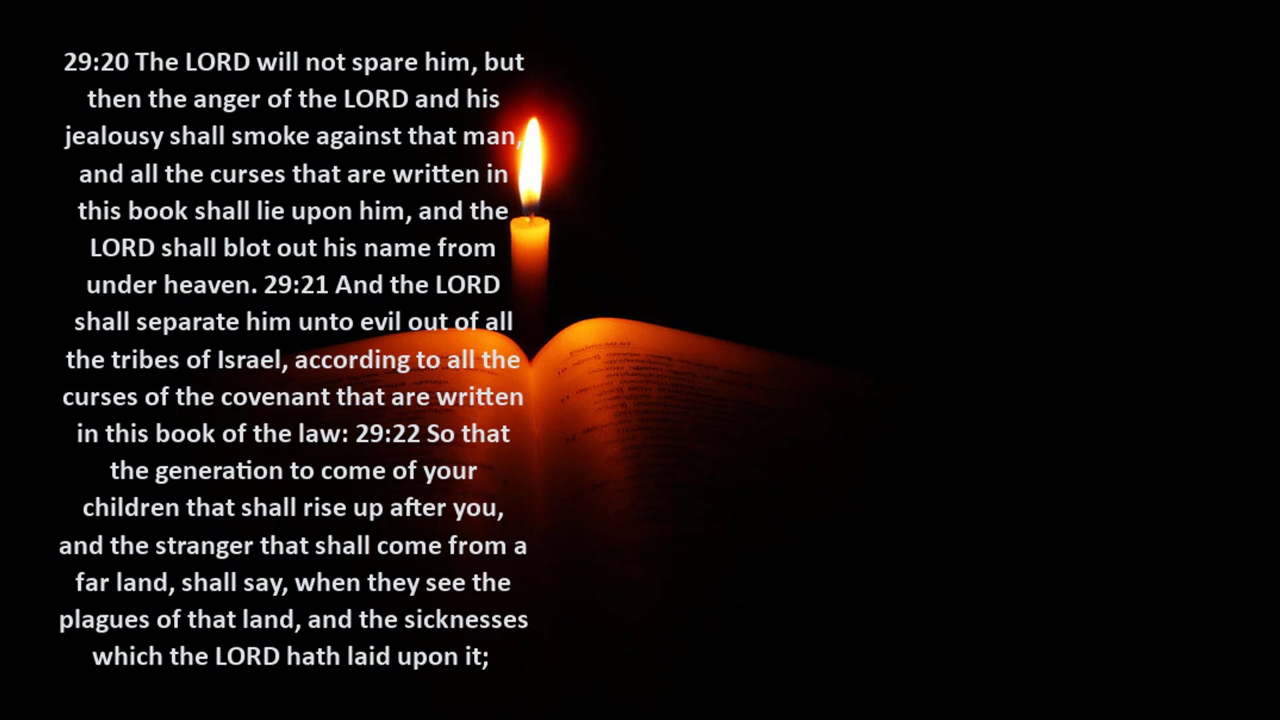 29:20 The LORD will not spare him, but
then the anger of the LORD and his
jealousy shall smoke against that man,
and all the curses that are written in
this book shall lie upon him, and the
LORD shall blot out his name from
under heaven. 29:21 And the LORD
shall separate him unto evil out of all
the tribes of Israel, according to all the
curses of the covenant that are written
in this book of the law: 29:22 So that
the generation to come of your
children that shall rise up after you,
and the stranger that shall come from a
far land, shall say, when they see the
plagues of that land, and the sicknesses
which the LORD hath laid upon it;